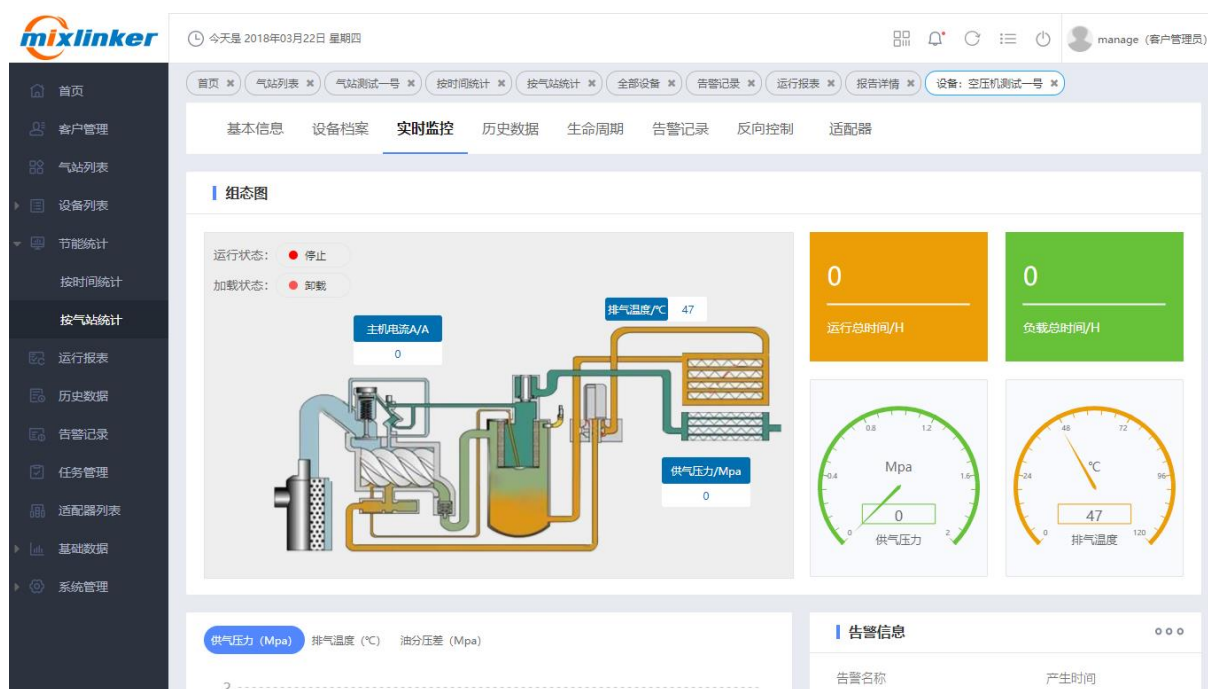 mixlinker
今天是 2018年03月22日 星期四
manage (客户管理员)
首页
客户管理
气站列表
设备列表
节能统计
按时间统计
按气站统计
运行报表
历史数据
告警记录
任务管理
适配器列表
基础数据
系统管理
首页 × 气站列表 × 气站测试一号 × 按时间统计 × 按气站统计 × 全部设备 × 告警记录 × 运行报表 × 报告详情 × 设备：空压机测试一号 ×
基本信息 设备档案 实时监控 历史数据 生命周期 告警记录 反向控制 适配器
组态图
运行状态： 停止
加载状态： 卸载
主机电流A/A
0
排气温度/℃ 47
供气压力/Mpa
0
0
运行总时间/H
0
负载总时间/H
0.8 1.2
Mpa
0.4 1.6
0
0 2
供气压力
48 72
℃
24 96
47
0 120
排气温度
供气压力 (Mpa) 排气温度 (℃) 油分压差 (Mpa)
2
告警信息
告警名称 产生时间